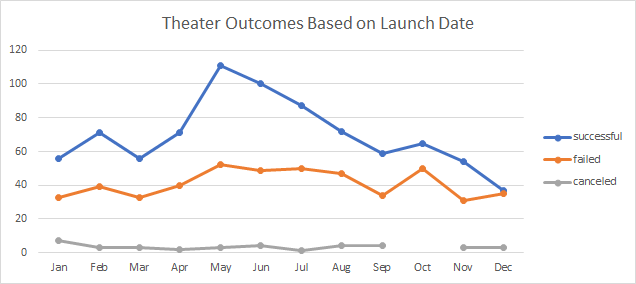 Theater Outcomes Based on Launch Date
120
100
80
60
40
20
0
Jan Feb Mar Apr May Jun Jul Aug Sep Oct Nov Dec
successful
failed
canceled